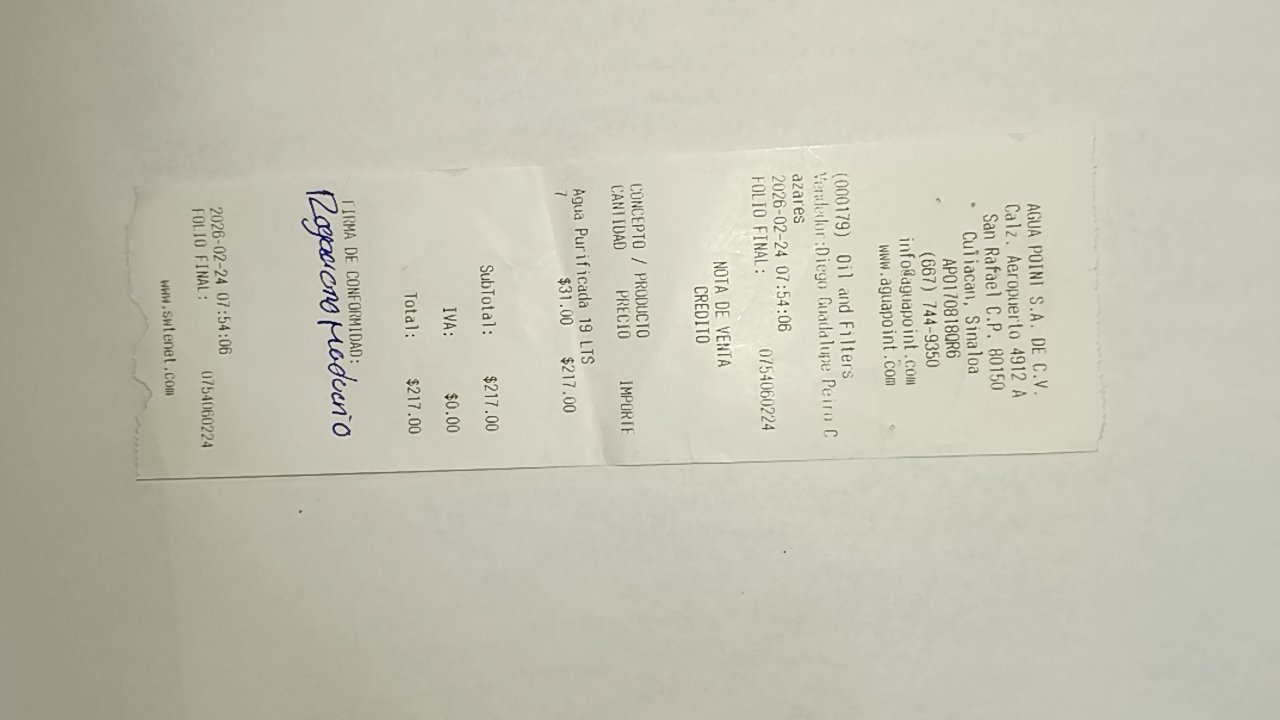 AGUA POINT S.A. DE C.V.
Calz. Aeropuerto 4912 A
San Rafael C.P. 80150
Culiacan, Sinaloa
APO170818QR6
(667) 744-9350
info@aguapoint.com
www.aguapoint.com
(000179) Oil and Filters
Vendedor:Diego Guadalupe Peiro C
azares
2026-02-24 07:54:06
FOLIO FINAL: 0754060224
NOTA DE VENTA
CREDITO
CONCEPTO / PRODUCTO
CANTIDAD PRECIO IMPORTE
Agua Purificada 19 LTS
7 $31.00 $217.00
SubTotal: $217.00
IVA: $0.00
Total: $217.00
FIRMA DE CONFORMIDAD:
Rogaciano Madueño
2026-02-24 07:54:06
FOLIO FINAL: 0754060224
www.swtenet.com